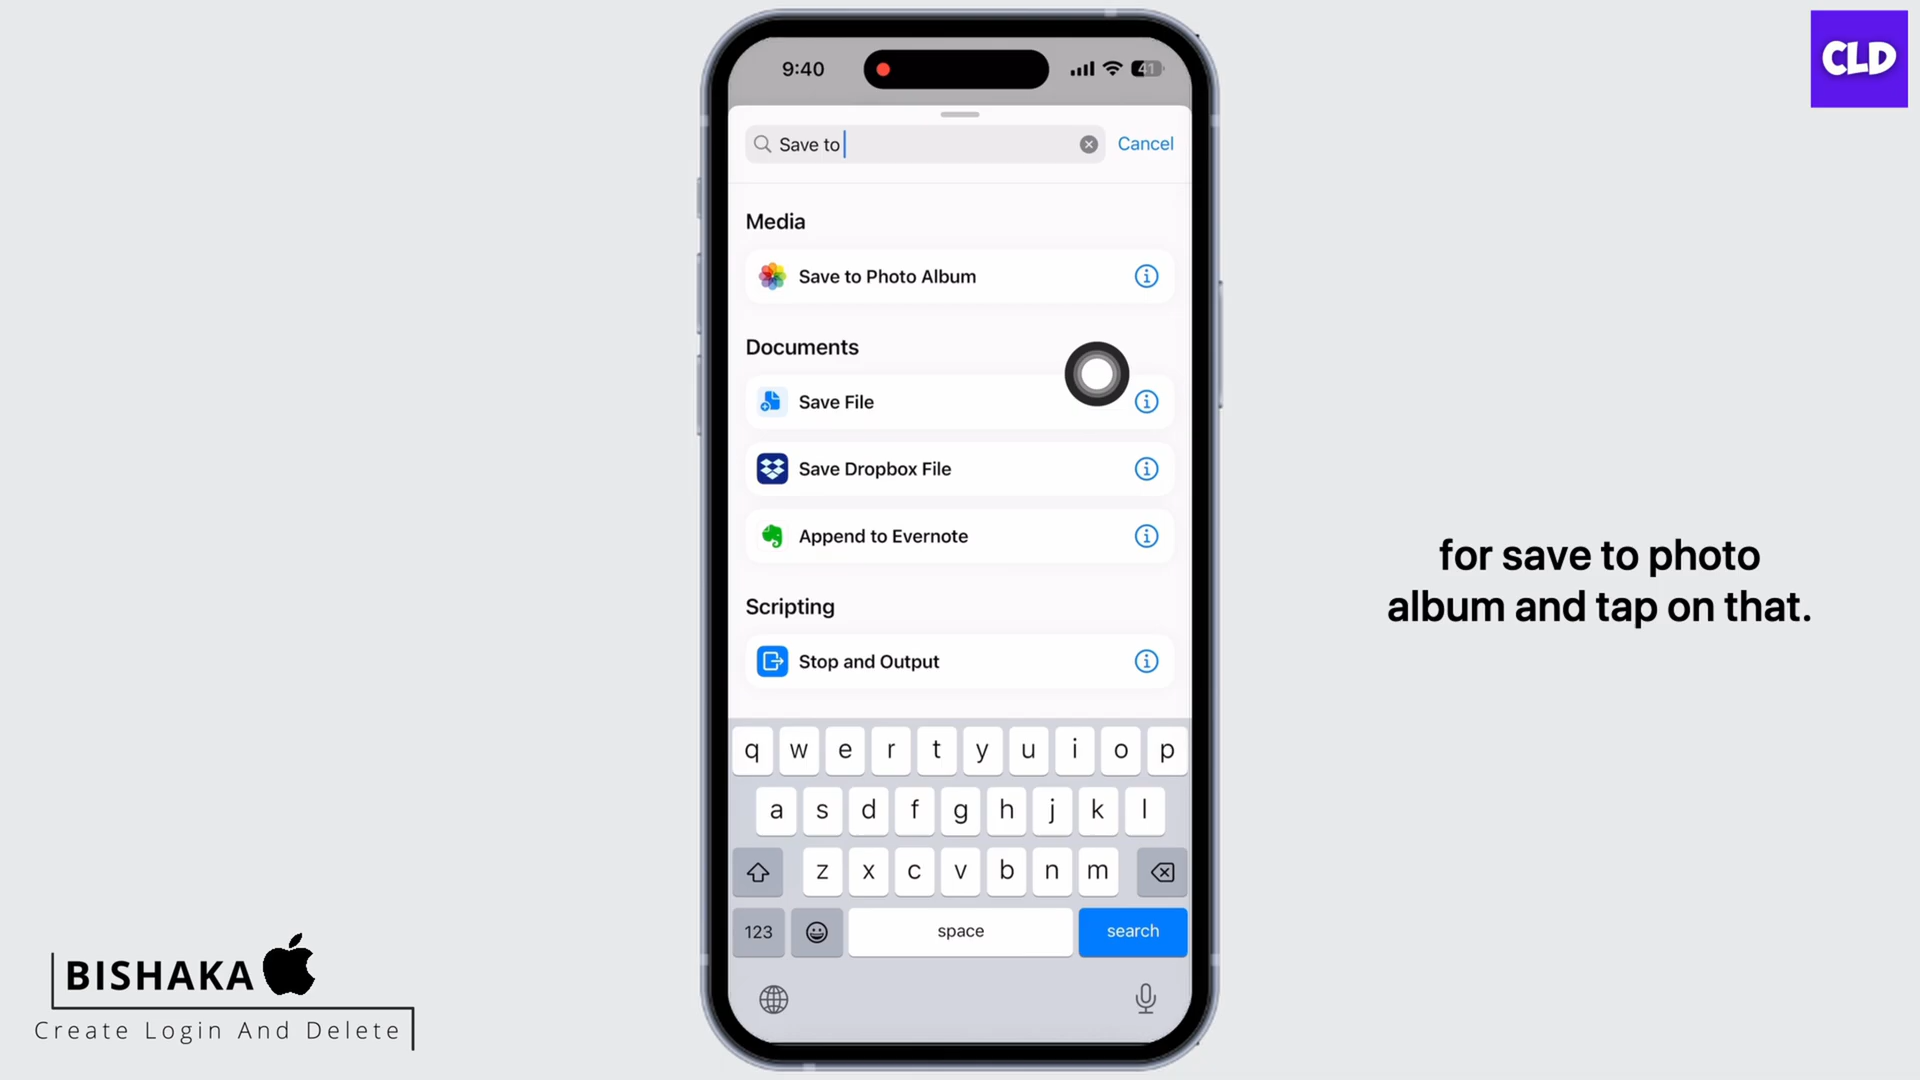 CLD
9:40
41
Save to
Cancel
Media
Save to Photo Album
Documents
Save File
Save Dropbox File
Append to Evernote
Scripting
Stop and Output
q w e r t y u i o p
a s d f g h j k l
z x c v b n m
123 space search
for save to photo
album and tap on that.
BISHAKA
Create Login And Delete